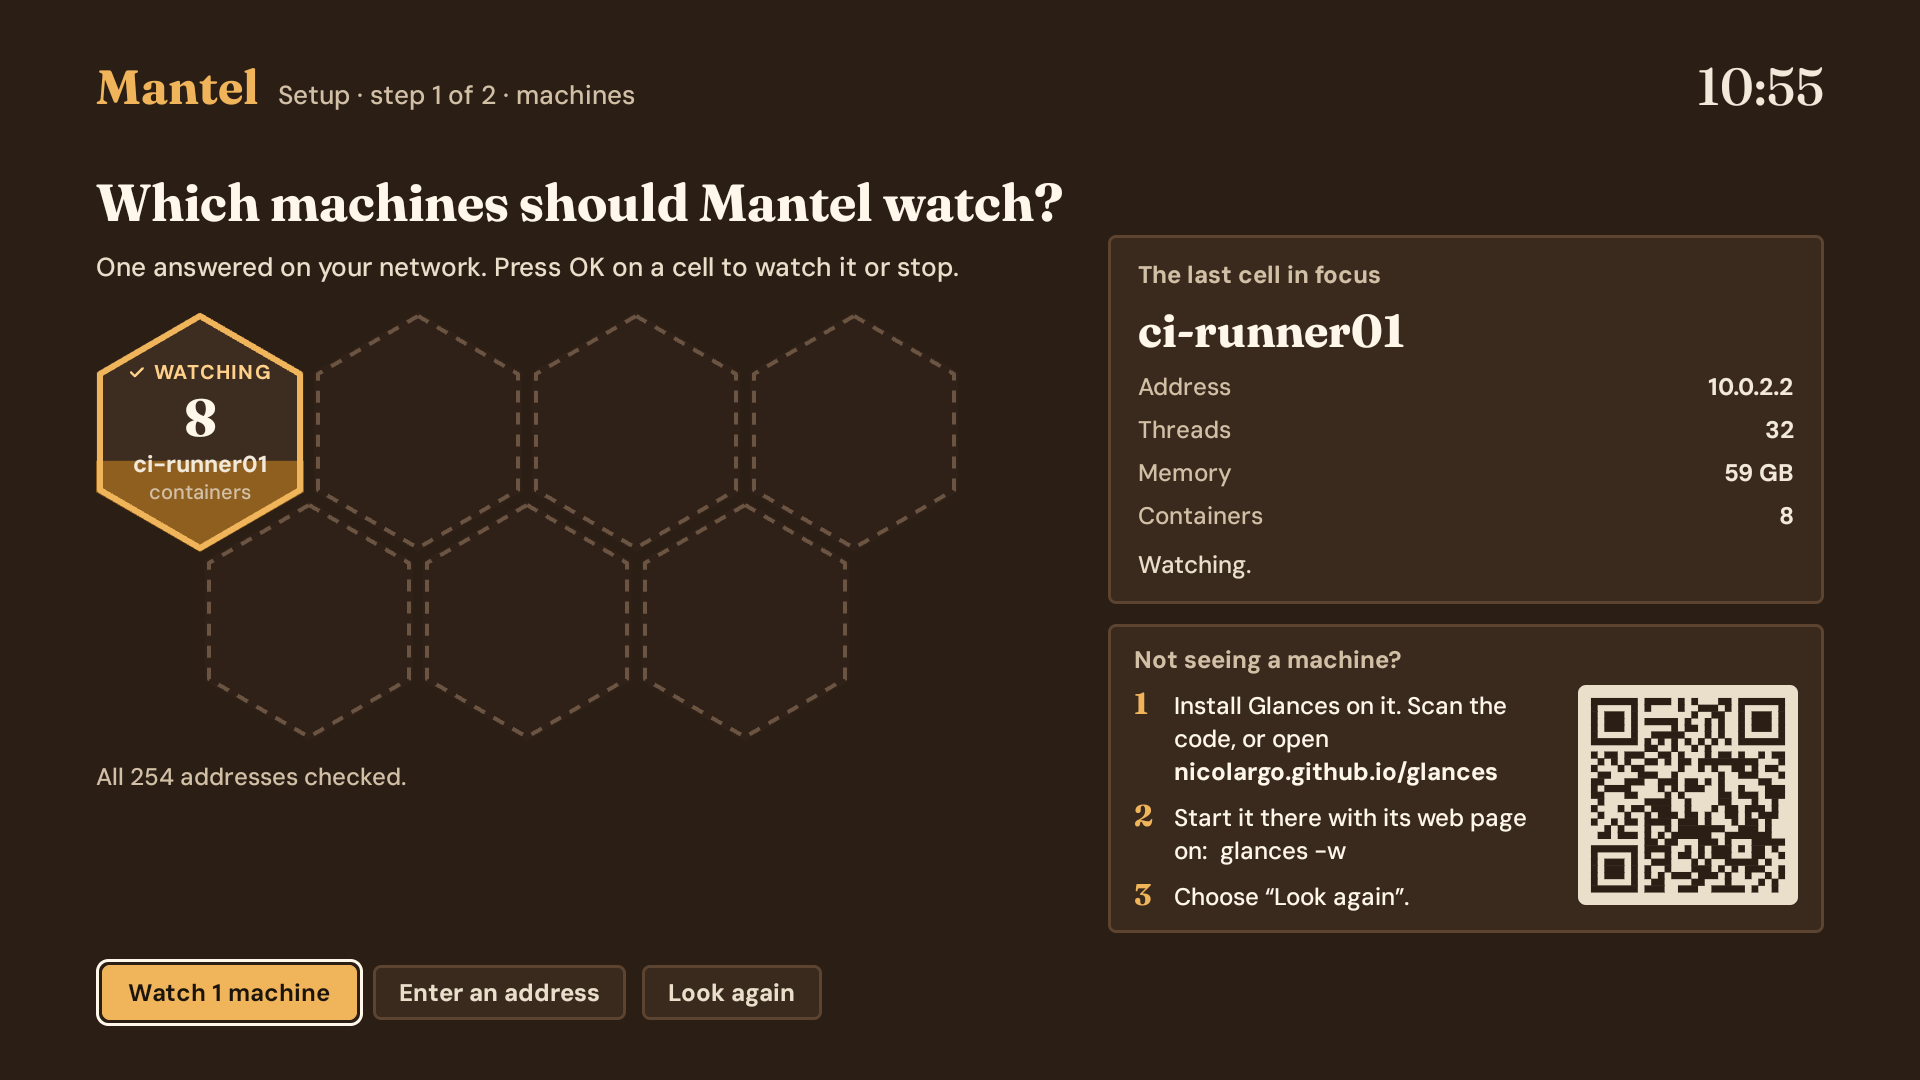 Mantel Setup · step 1 of 2 · machines
10:55
Which machines should Mantel watch?
One answered on your network. Press OK on a cell to watch it or stop.
✓ WATCHING
8
ci-runner01
containers
All 254 addresses checked.
The last cell in focus
ci-runner01
Address 10.0.2.2
Threads 32
Memory 59 GB
Containers 8
Watching.
Not seeing a machine?
1 Install Glances on it. Scan the
code, or open
nicolargo.github.io/glances
2 Start it there with its web page
on: glances -w
3 Choose “Look again”.
Watch 1 machine
Enter an address
Look again